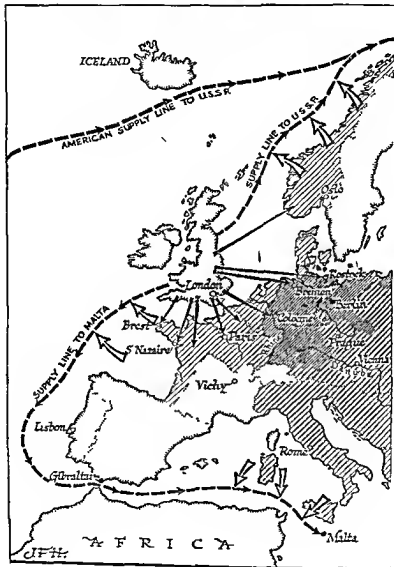 ICELAND
AMERICAN SUPPLY LINE TO U.S.S.R
SUPPLY LINE TO U.S.S.R
Oslo
Rostock
Bremen
Berlin
London
Cologne
Brest
Paris
Prague
SUPPLY LINE TO MALTA
St Nazaire
Vienna
Vichy
Lisbon
Rome
Gibraltar
Malta
AFRICA
J.F.H.